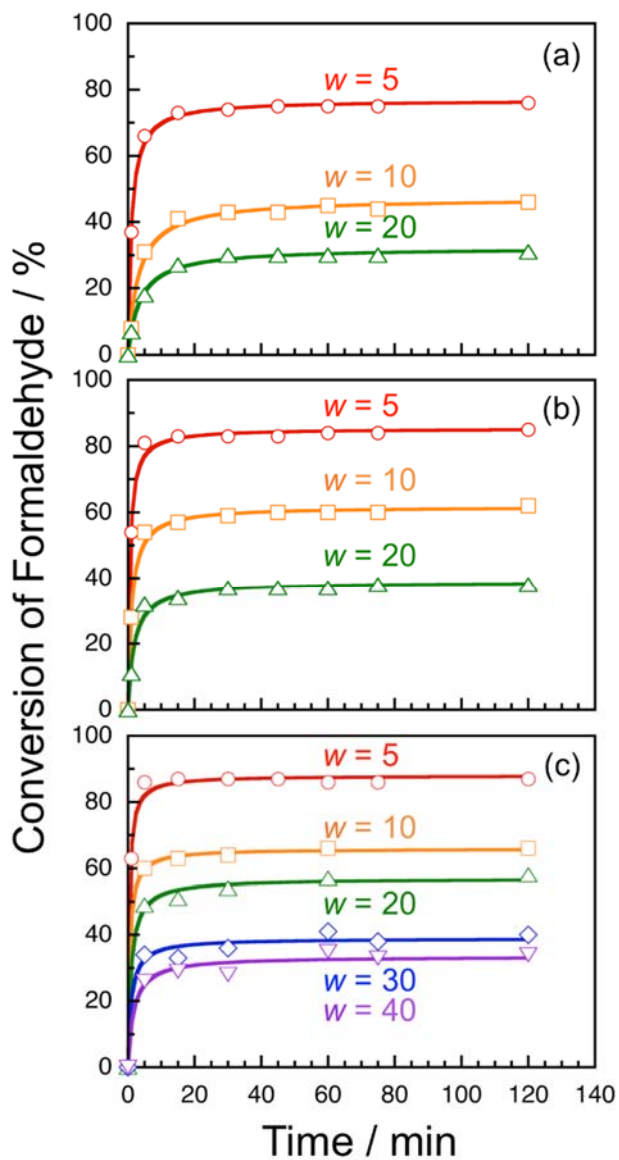 Conversion of Formaldehyde / %
100
80
60
40
20
0
(a)
w = 5
w = 10
w = 20
100
80
60
40
20
0
(b)
w = 5
w = 10
w = 20
100
80
60
40
20
0
(c)
w = 5
w = 10
w = 20
w = 30
w = 40
0 20 40 60 80 100 120 140
Time / min